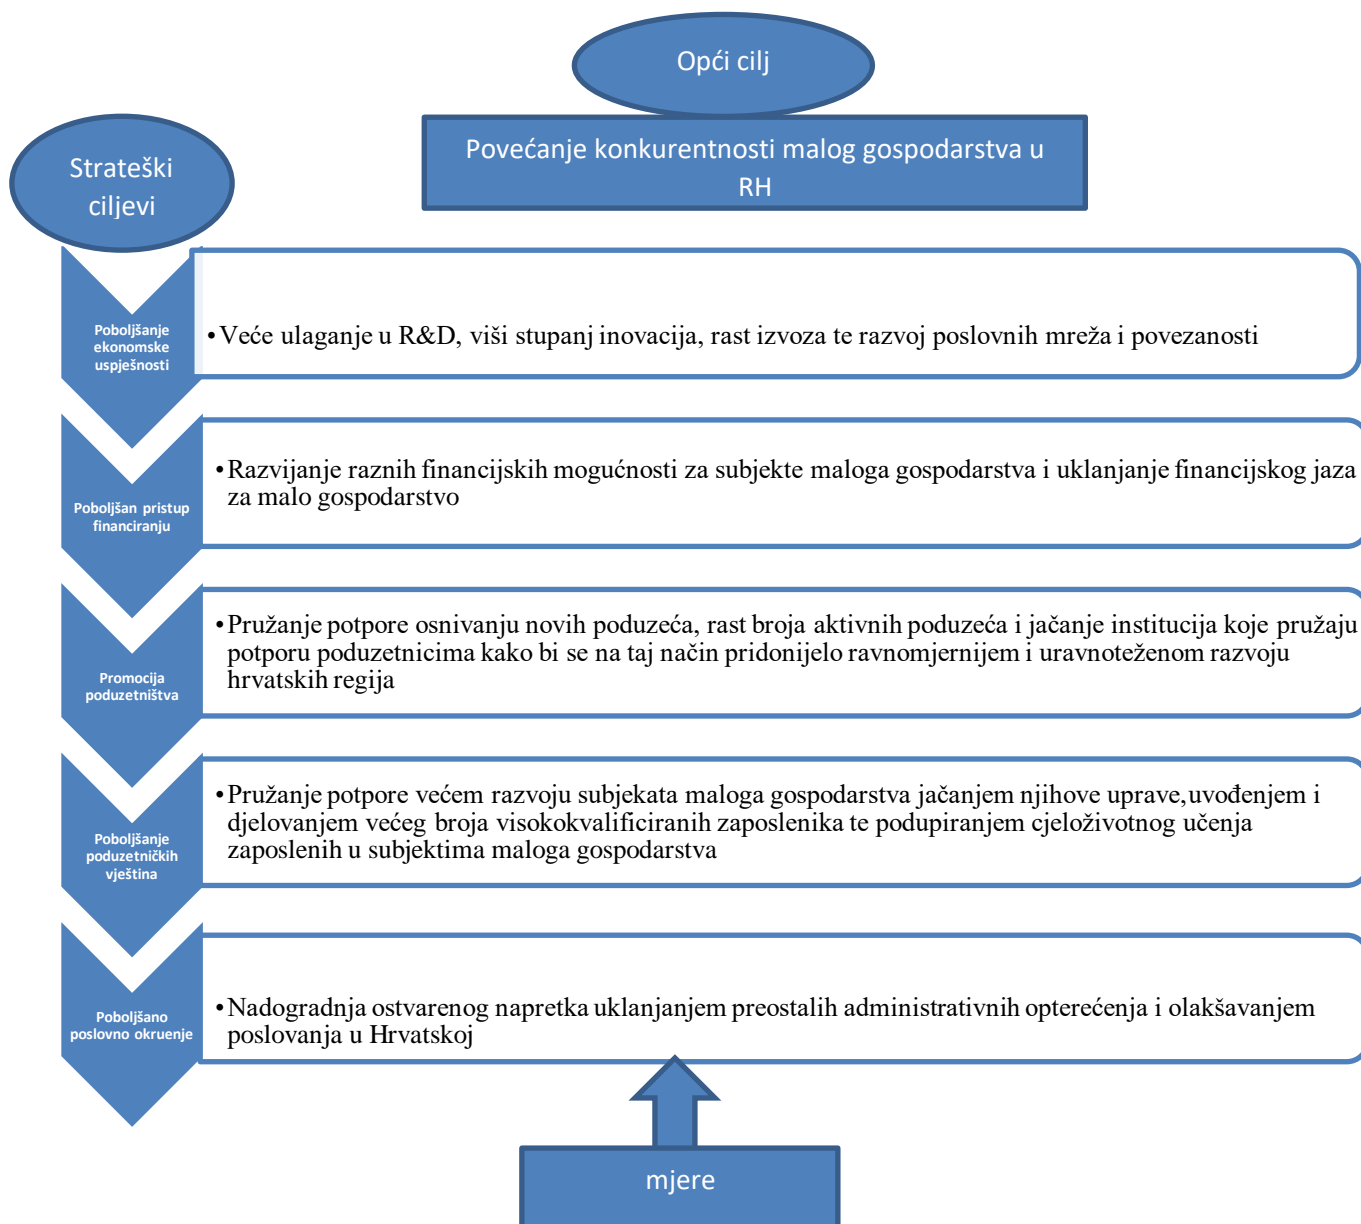 Opći cilj
Povećanje konkurentnosti malog gospodarstva u
RH
Strateški
ciljevi
Poboljšanje
ekonomske
uspješnosti
•Veće ulaganje u R&D, viši stupanj inovacija, rast izvoza te razvoj poslovnih mreža i povezanosti
Poboljšan pristup
financiranju
•Razvijanje raznih financijskih mogućnosti za subjekte maloga gospodarstva i uklanjanje financijskog jaza
za malo gospodarstvo
Promocija
poduzetništva
•Pružanje potpore osnivanju novih poduzeća, rast broja aktivnih poduzeća i jačanje institucija koje pružaju
potporu poduzetnicima kako bi se na taj način pridonijelo ravnomjernijem i uravnoteženom razvoju
hrvatskih regija
Poboljšanje
poduzetničkih
vještina
•Pružanje potpore većem razvoju subjekata maloga gospodarstva jačanjem njihove uprave,uvođenjem i
djelovanjem većeg broja visokokvalificiranih zaposlenika te podupiranjem cjeloživotnog učenja
zaposlenih u subjektima maloga gospodarstva
Poboljšano
poslovno okruenje
•Nadogradnja ostvarenog napretka uklanjanjem preostalih administrativnih opterećenja i olakšavanjem
poslovanja u Hrvatskoj
mjere